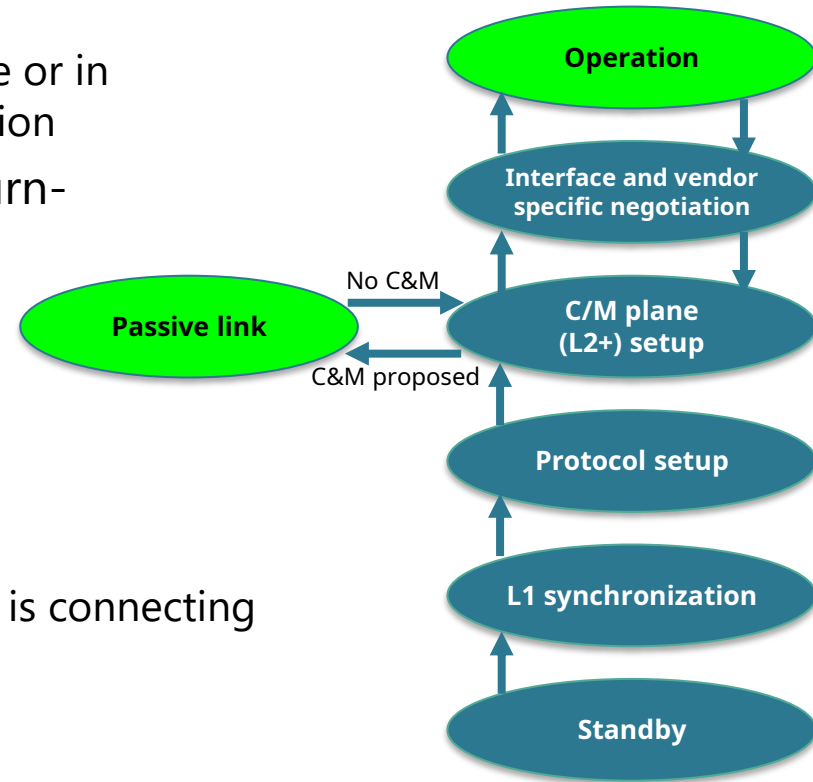 e or in
ion
urn-
is connecting
Operation
Interface and vendor
specific negotiation
No C&M
Passive link
C/M plane
(L2+) setup
C&M proposed
Protocol setup
L1 synchronization
Standby